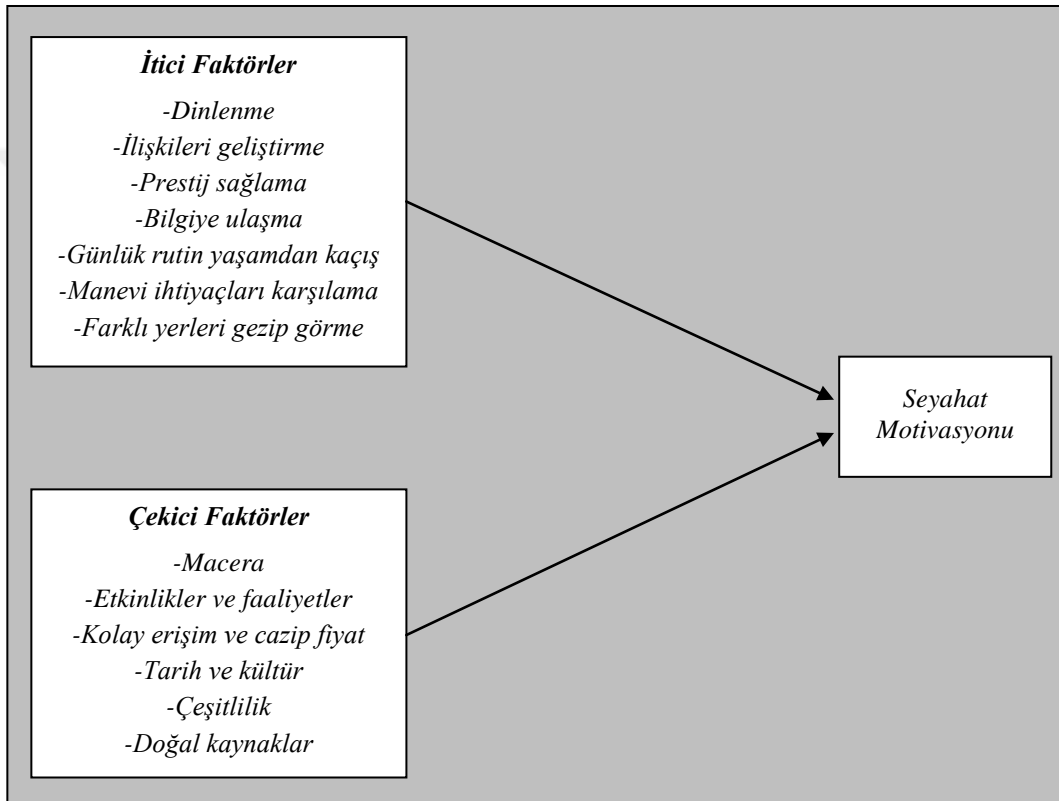 İtici Faktörler
-Dinlenme
-İlişkileri geliştirme
-Prestij sağlama
-Bilgiye ulaşma
-Günlük rutin yaşamdan kaçış
-Manevi ihtiyaçları karşılama
-Farklı yerleri gezip görme
Seyahat
Motivasyonu
Çekici Faktörler
-Macera
-Etkinlikler ve faaliyetler
-Kolay erişim ve cazip fiyat
-Tarih ve kültür
-Çeşitlilik
-Doğal kaynaklar